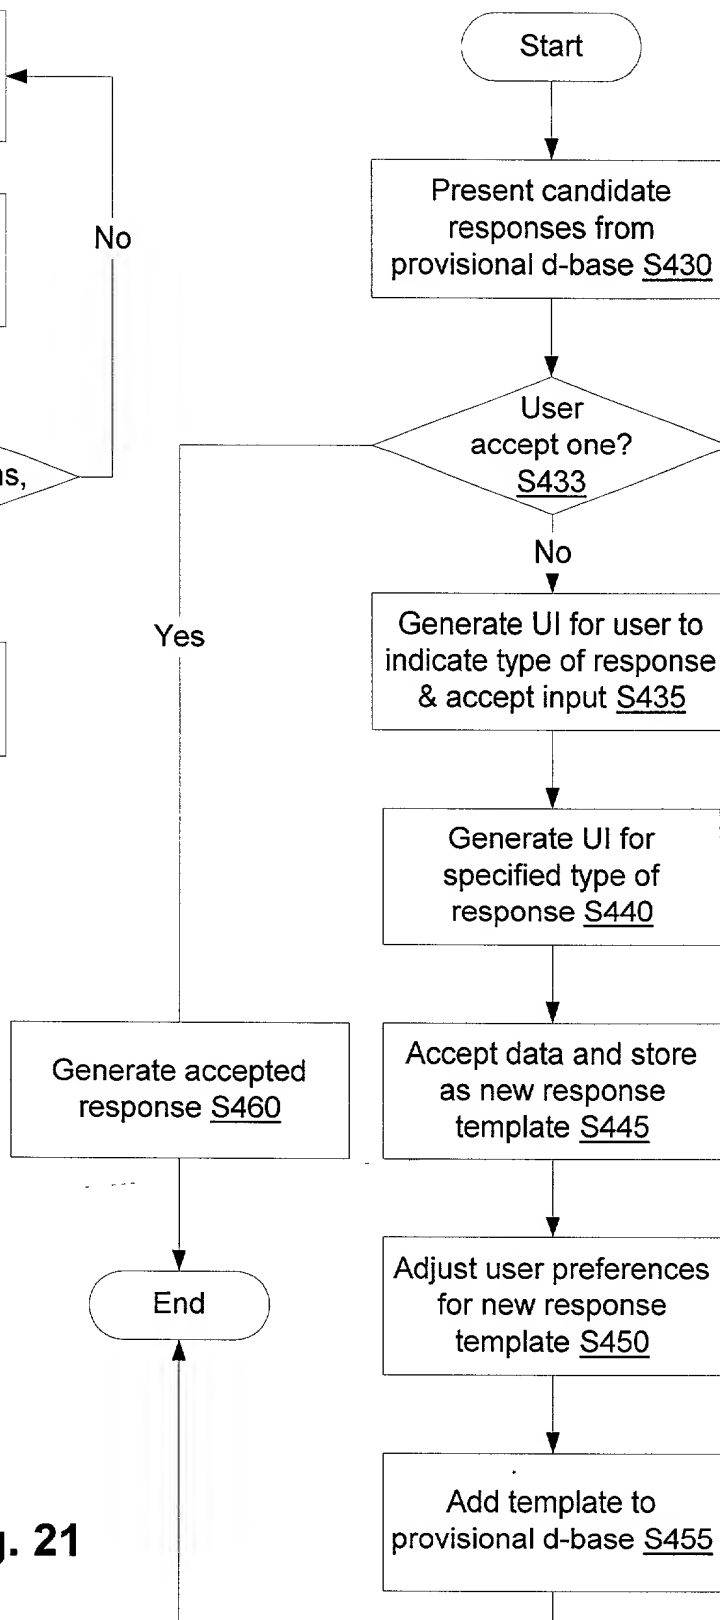 Start
Present candidate
responses from
provisional d-base S430
No
User
accept one?
S433
No
Generate UI for user to
indicate type of response
& accept input S435
Yes
Generate UI for
specified type of
response S440
Generate accepted
response S460
Accept data and store
as new response
template S445
Adjust user preferences
for new response
template S450
End
Add template to
provisional d-base S455
21